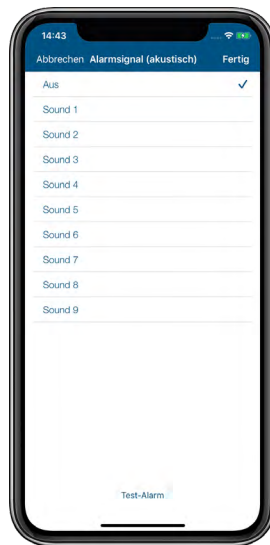 14:43
Abbrechen Alarmsignal (akustisch) Fertig
Aus
Sound 1
Sound 2
Sound 3
Sound 4
Sound 5
Sound 6
Sound 7
Sound 8
Sound 9
Test-Alarm